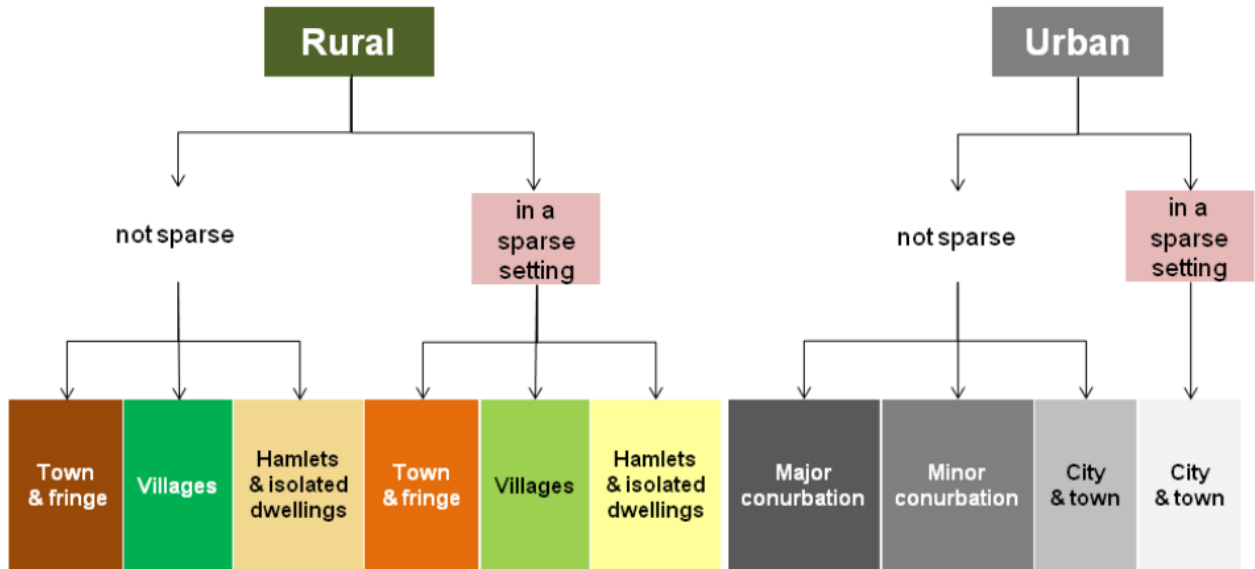 Rural
Urban
not sparse
in a
sparse
setting
not sparse
in a
sparse
setting
Town
& fringe
Villages
Hamlets
& isolated
dwellings
Town
& fringe
Villages
Hamlets
& isolated
dwellings
Major
conurbation
Minor
conurbation
City
& town
City
& town